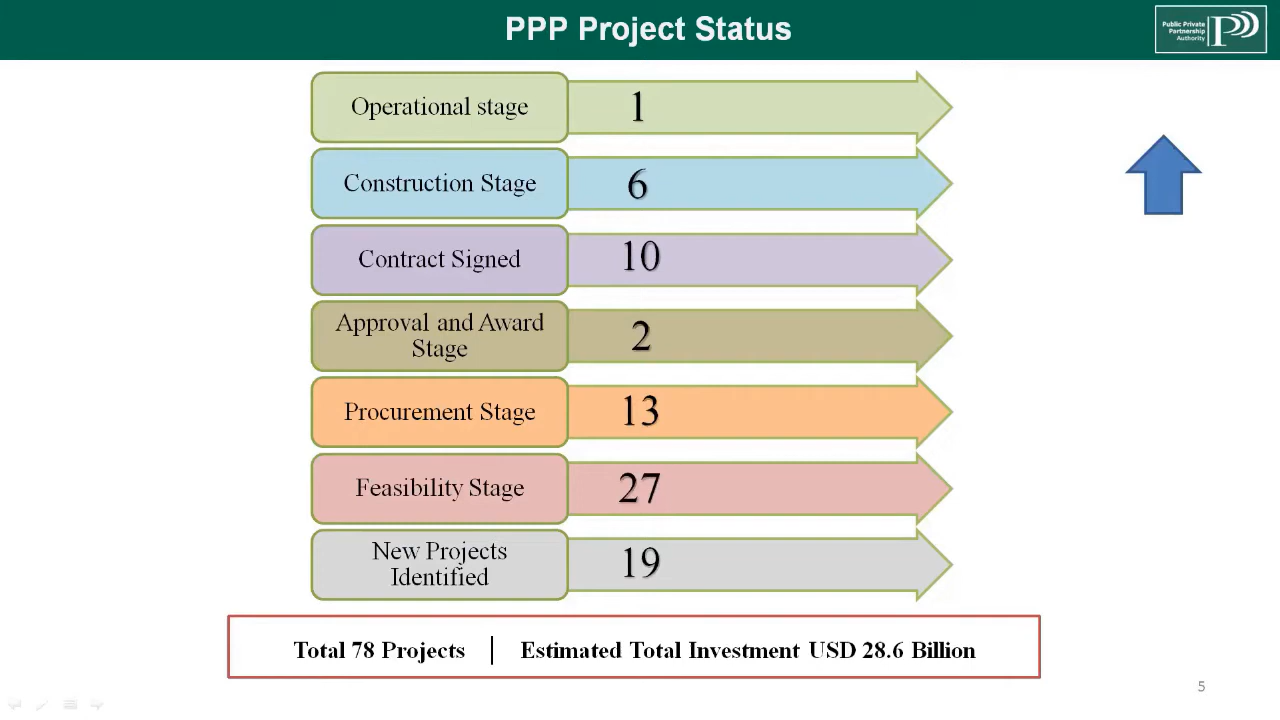 PPP Project Status
Public Private
Partnership
Authority
Operational stage
1
Construction Stage
6
Contract Signed
10
Approval and Award
Stage
2
Procurement Stage
13
Feasibility Stage
27
New Projects
Identified
19
Total 78 Projects | Estimated Total Investment USD 28.6 Billion
5